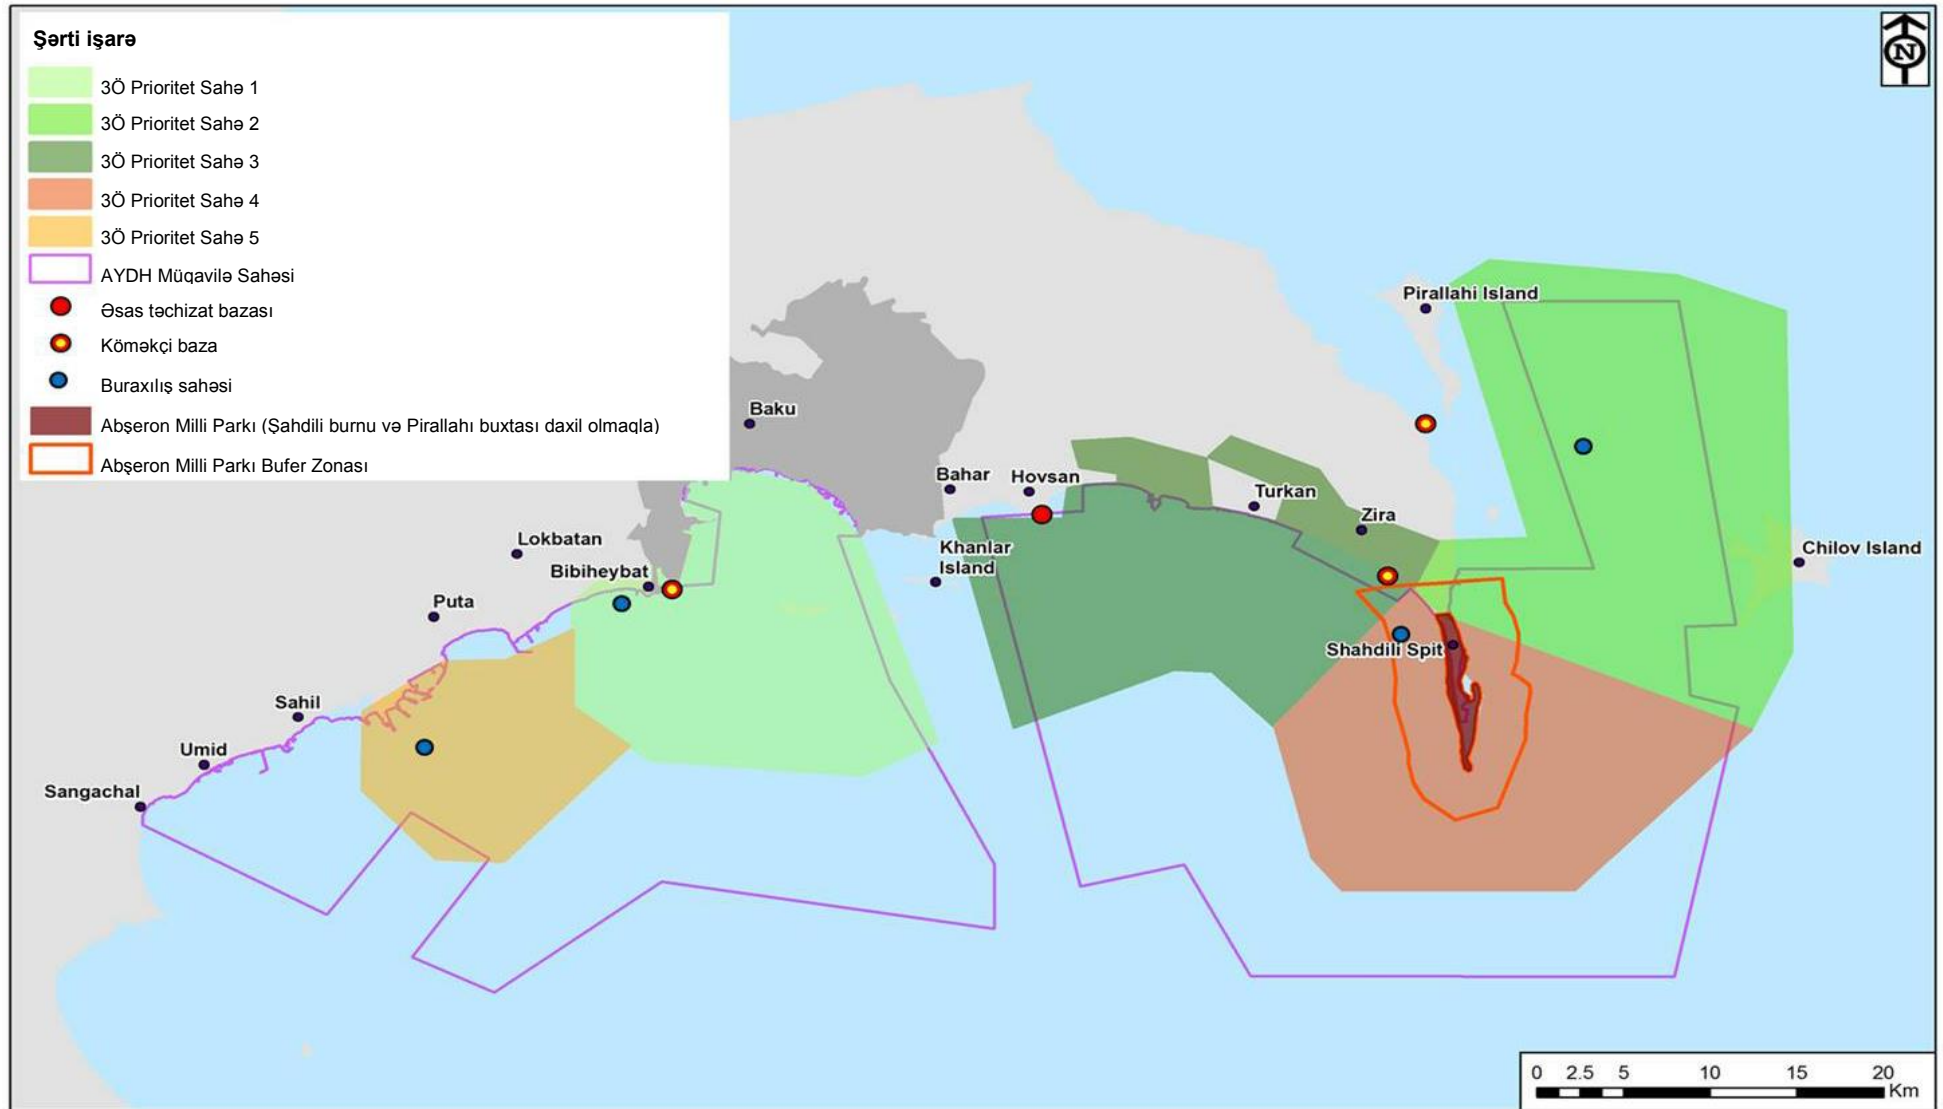 Şərti işarə
3Ö Prioritet Sahə 1
3Ö Prioritet Sahə 2
3Ö Prioritet Sahə 3
3Ö Prioritet Sahə 4
3Ö Prioritet Sahə 5
AYDH Müqavilə Sahəsi
Əsas təchizat bazası
Köməkçi baza
Buraxılış sahəsi
Abşeron Milli Parkı (Şahdili burnu və Pirallahı buxtası daxil olmaqla)
Abşeron Milli Parkı Bufer Zonası
N
Pirallahi Island
Baku
Bahar
Hovsan
Turkan
Zira
Lokbatan
Khanlar
Island
Chilov Island
Bibiheybat
Puta
Shahdili Spit
Sahil
Umid
Sangachal
0 2.5 5 10 15 20
Km